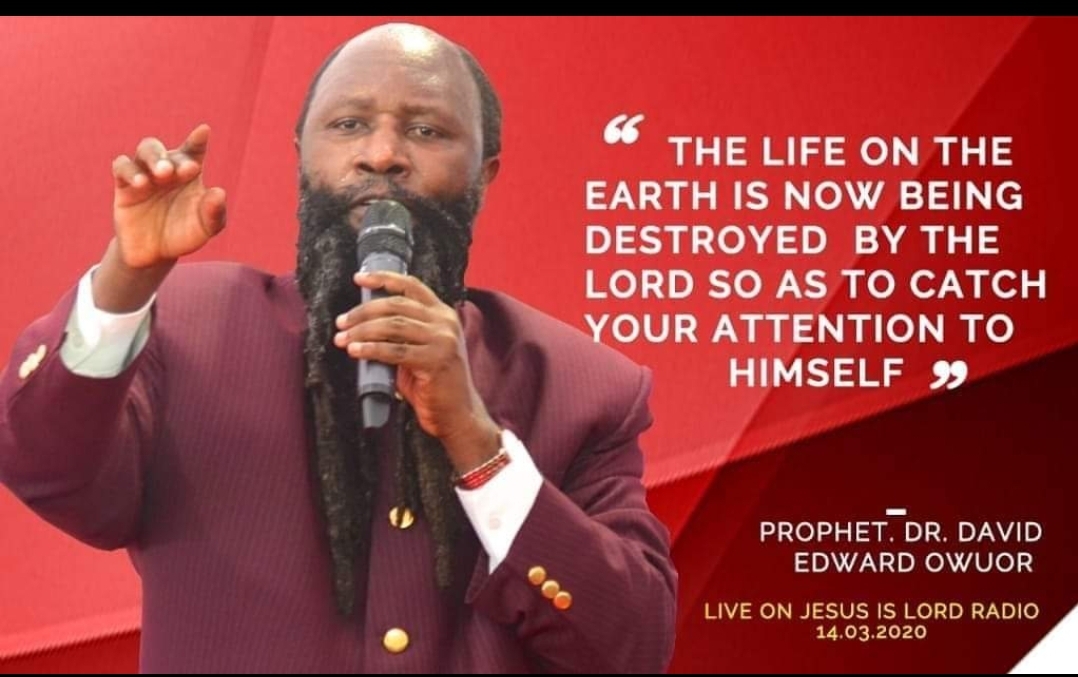 “ THE LIFE ON THE
EARTH IS NOW BEING
DESTROYED BY THE
LORD SO AS TO CATCH
YOUR ATTENTION TO
HIMSELF ”
PROPHET. DR. DAVID
EDWARD OWUOR
LIVE ON JESUS IS LORD RADIO
14.03.2020